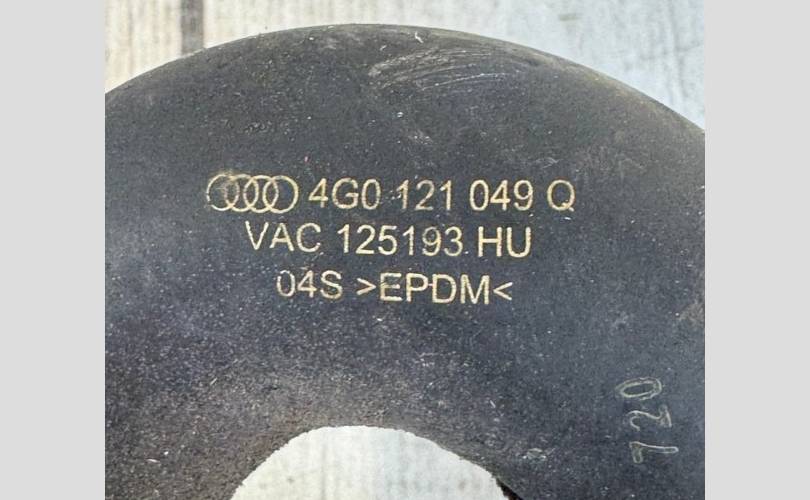 4G0 121 049 Q
VAC 125193 HU
04S >EPDM<
720